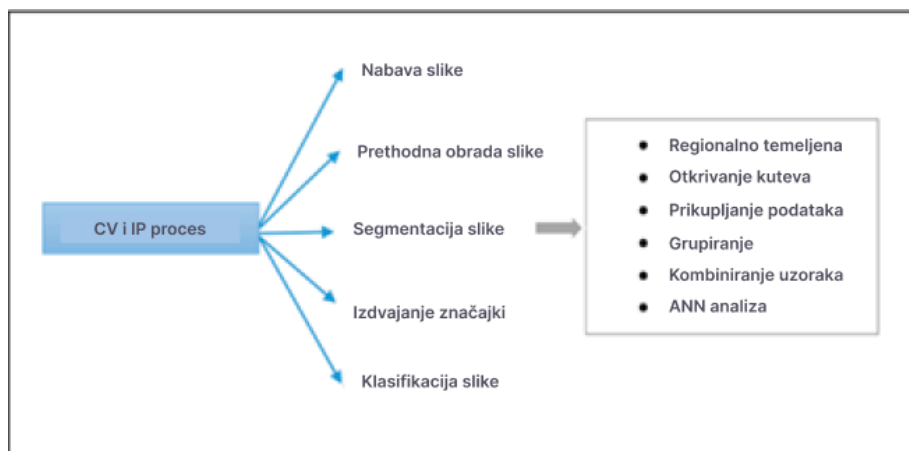 CV i IP proces
Nabava slike
Prethodna obrada slike
Segmentacija slike
Izdvajanje značajki
Klasifikacija slike
Regionalno temeljena
Otkrivanje kuteva
Prikupljanje podataka
Grupiranje
Kombiniranje uzoraka
ANN analiza